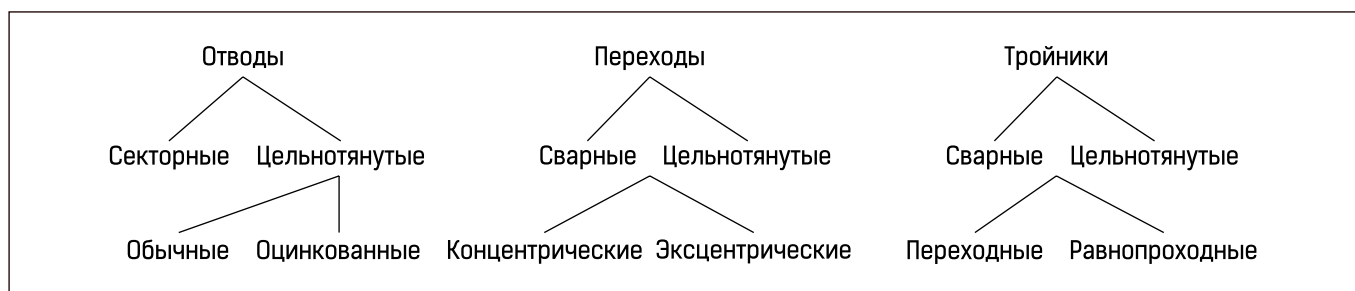 Отводы Переходы Тройники
Секторные Цельнотянутые Сварные Цельнотянутые Сварные Цельнотянутые
Обычные Оцинкованные Концентрические Эксцентрические Переходные Равнопроходные